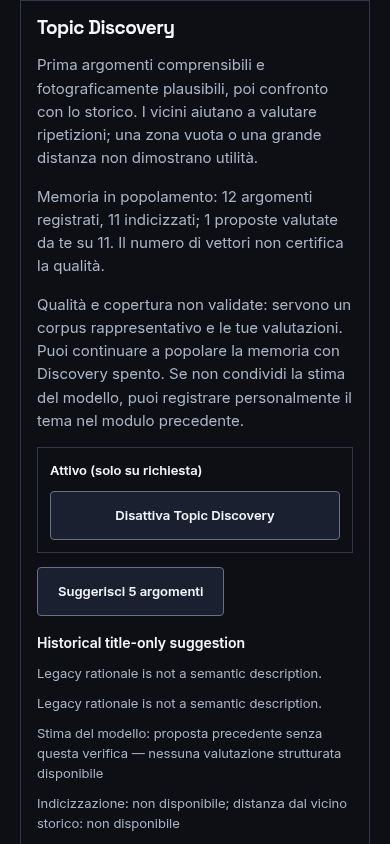 Topic Discovery
Prima argomenti comprensibili e
fotograficamente plausibili, poi confronto
con lo storico. I vicini aiutano a valutare
ripetizioni; una zona vuota o una grande
distanza non dimostrano utilità.
Memoria in popolamento: 12 argomenti
registrati, 11 indicizzati; 1 proposte valutate
da te su 11. Il numero di vettori non certifica
la qualità.
Qualità e copertura non validate: servono un
corpus rappresentativo e le tue valutazioni.
Puoi continuare a popolare la memoria con
Discovery spento. Se non condividi la stima
del modello, puoi registrare personalmente il
tema nel modulo precedente.
Attivo (solo su richiesta)
Disattiva Topic Discovery
Suggerisci 5 argomenti
Historical title-only suggestion
Legacy rationale is not a semantic description.
Legacy rationale is not a semantic description.
Stima del modello: proposta precedente senza
questa verifica — nessuna valutazione strutturata
disponibile
Indicizzazione: non disponibile; distanza dal vicino
storico: non disponibile